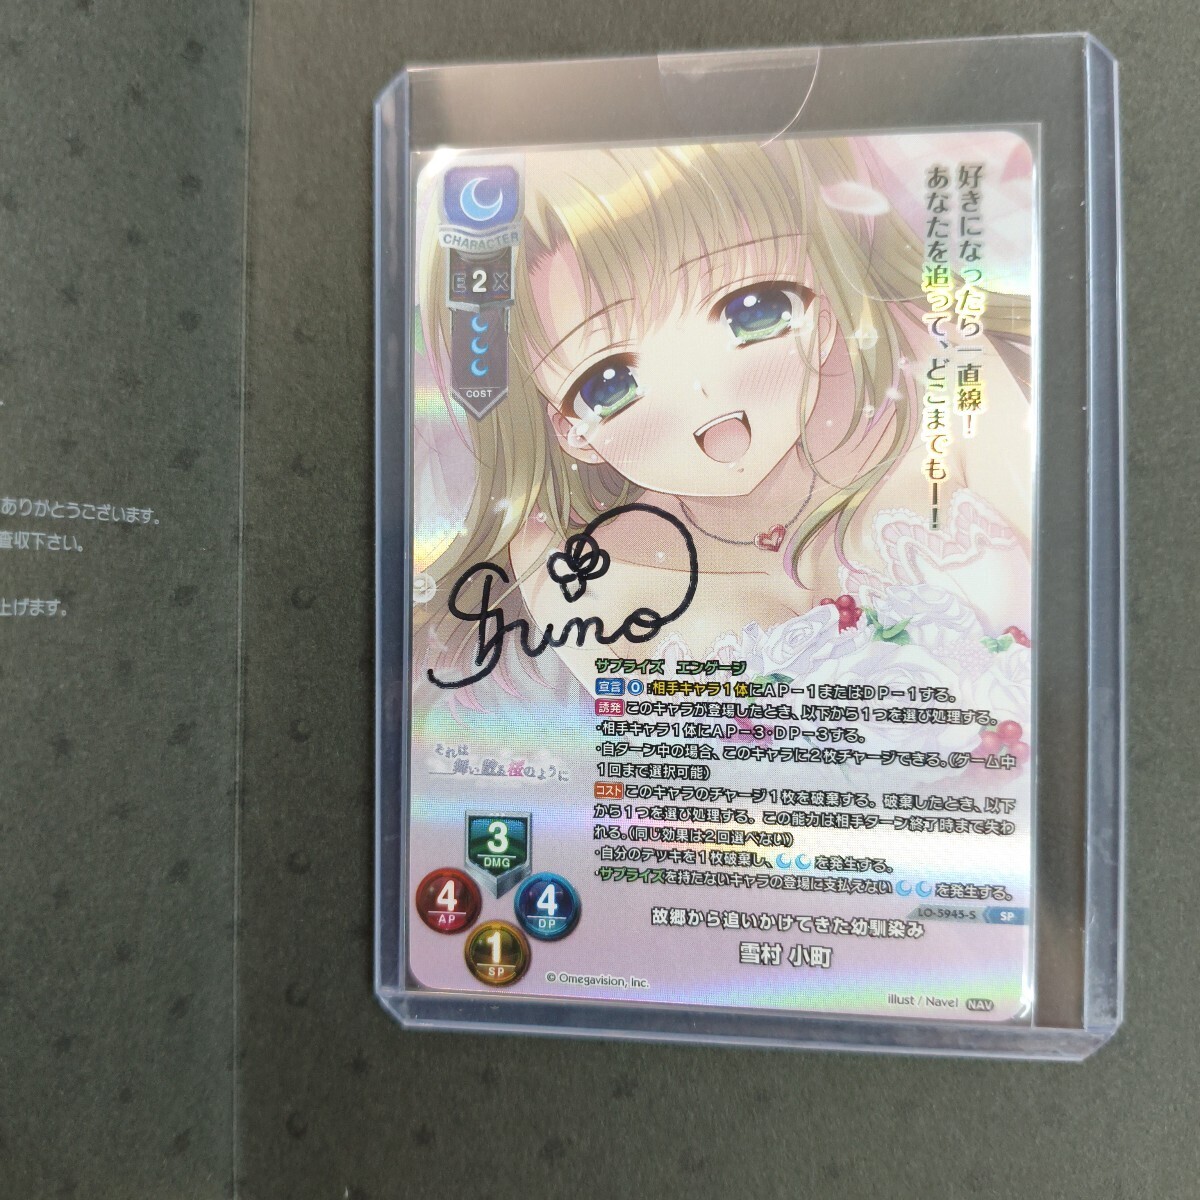 ありがとうございます。
査収下さい。
上げます。
CHARACTER
E 2 X
COST
好きになったら一直線!
あなたを追って、どこまでもーー!
Suno
サプライズ エンゲージ
宣言 0:相手キャラ1体にAP-1またはDP-1する。
誘発 このキャラが登場したとき、以下から1つを選び処理する。
・相手キャラ1体にAP-3・DP-3する。
・自ターン中の場合、このキャラに2枚チャージできる。(ゲーム中
1回まで選択可能)
コスト このキャラのチャージ1枚を破棄する。破棄したとき、以下
から1つを選び処理する。この能力は相手ターン終了時まで失わ
れる。(同じ効果は2回選べない)
・自分のデッキを1枚破棄し、を発生する。
・サプライズを持たないキャラの登場に支払えないを発生する。
それは
舞い散る桜のように
3
DMG
4
AP
4
DP
1
SP
LO-5945-S SP
故郷から追いかけてきた幼馴染み
雪村 小町
© Omegavision, Inc.
illust / Navel NAV